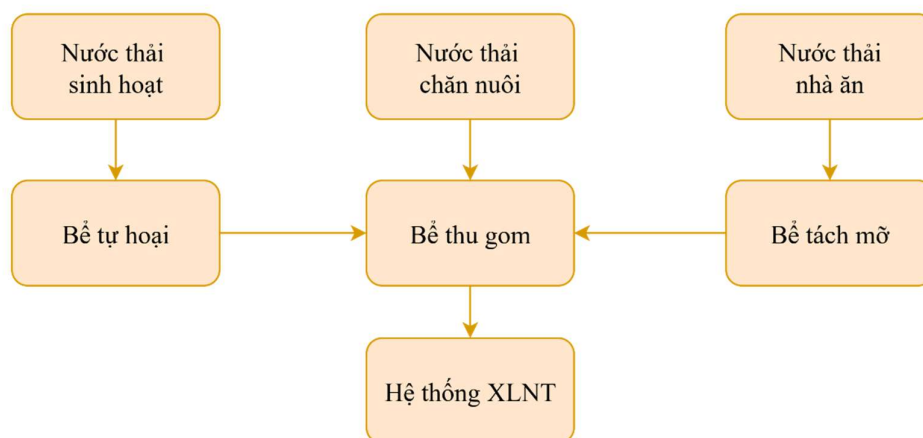 Nước thải
sinh hoạt
Nước thải
chăn nuôi
Nước thải
nhà ăn
Bể tự hoại
Bể thu gom
Bể tách mỡ
Hệ thống XLNT